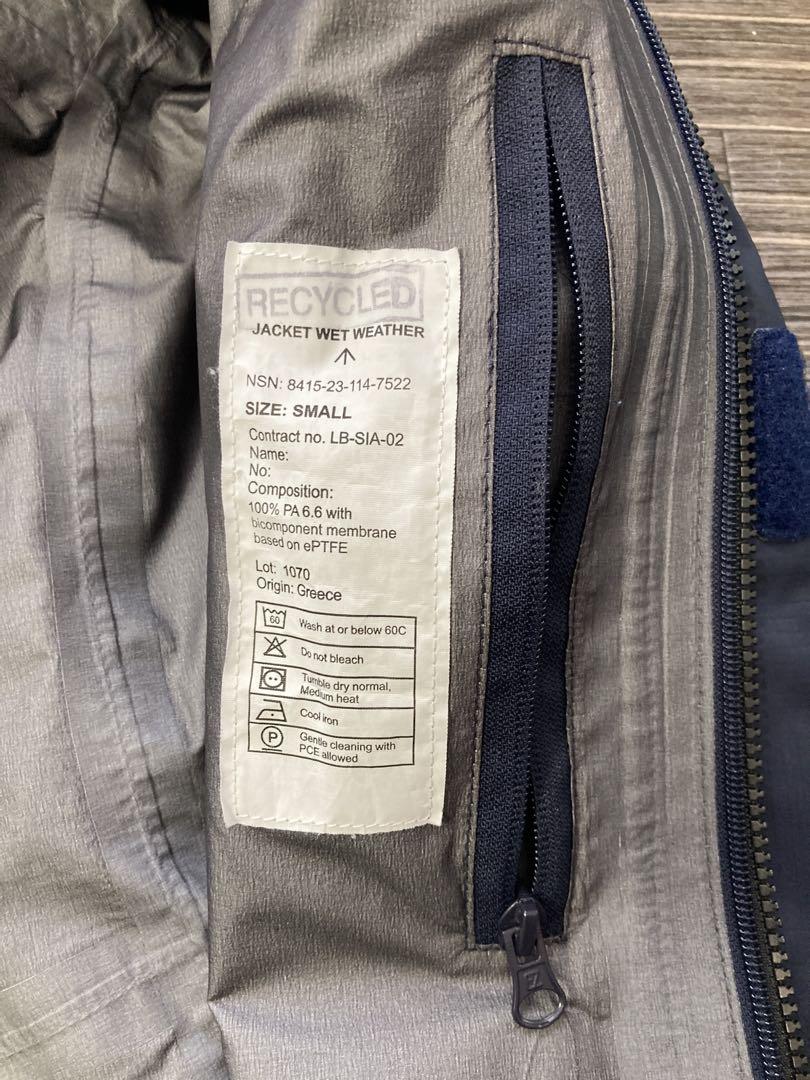 RECYCLED
JACKET WET WEATHER
NSN: 8415-23-114-7522
SIZE: SMALL
Contract no. LB-SIA-02
Name:
No:
Composition:
100% PA 6.6 with
bicomponent membrane
based on ePTFE
Lot: 1070
Origin: Greece
60 Wash at or below 60C
Do not bleach
Tumble dry normal,
Medium heat
Cool iron
P Gentle cleaning with
PCE allowed